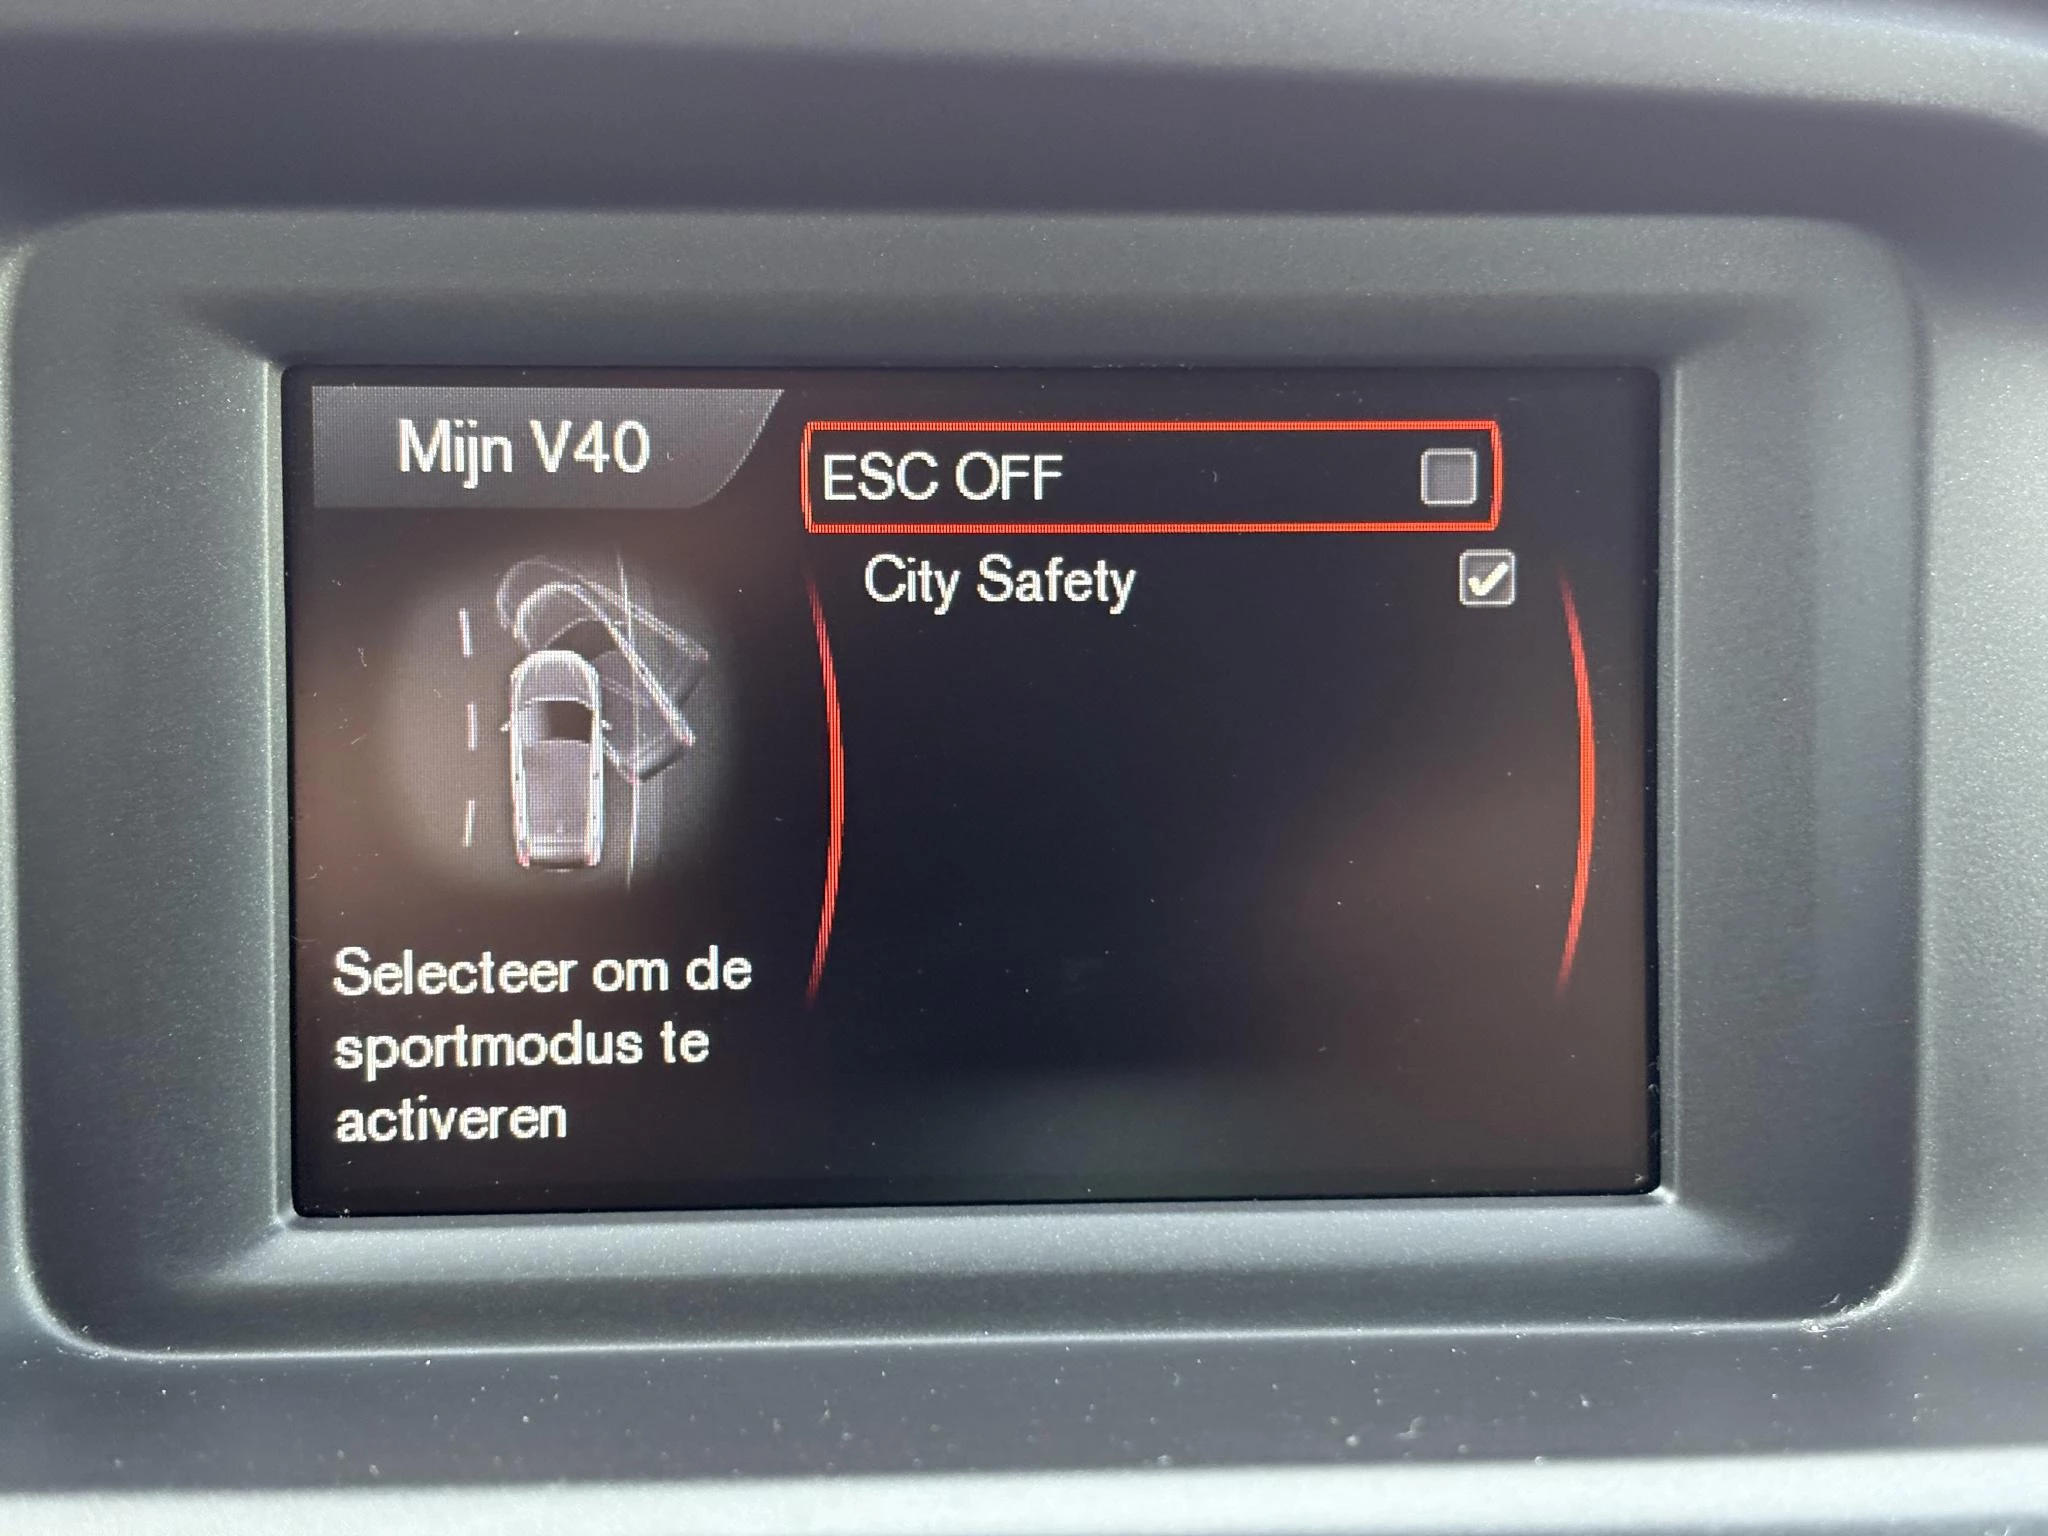 Mijn V40
ESC OFF
City Safety
Selecteer om de
sportmodus te
activeren